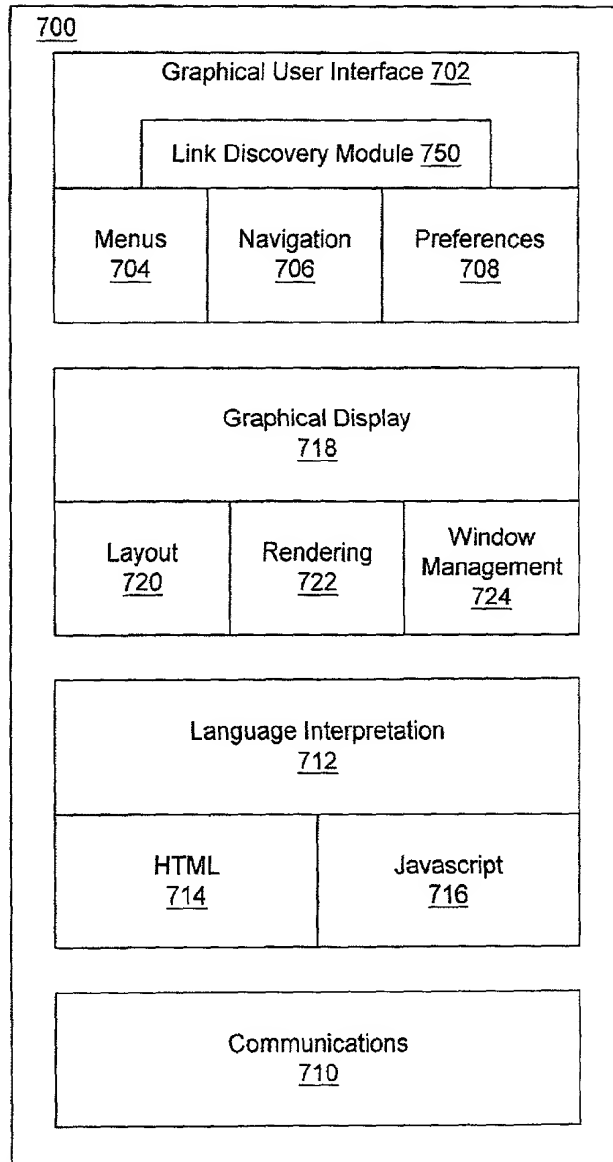 700
Graphical User Interface 702
Link Discovery Module 750
Menus
704
Navigation
706
Preferences
708
Graphical Display
718
Layout
720
Rendering
722
Window
Management
724
Language Interpretation
712
HTML
714
Javascript
716
Communications
710